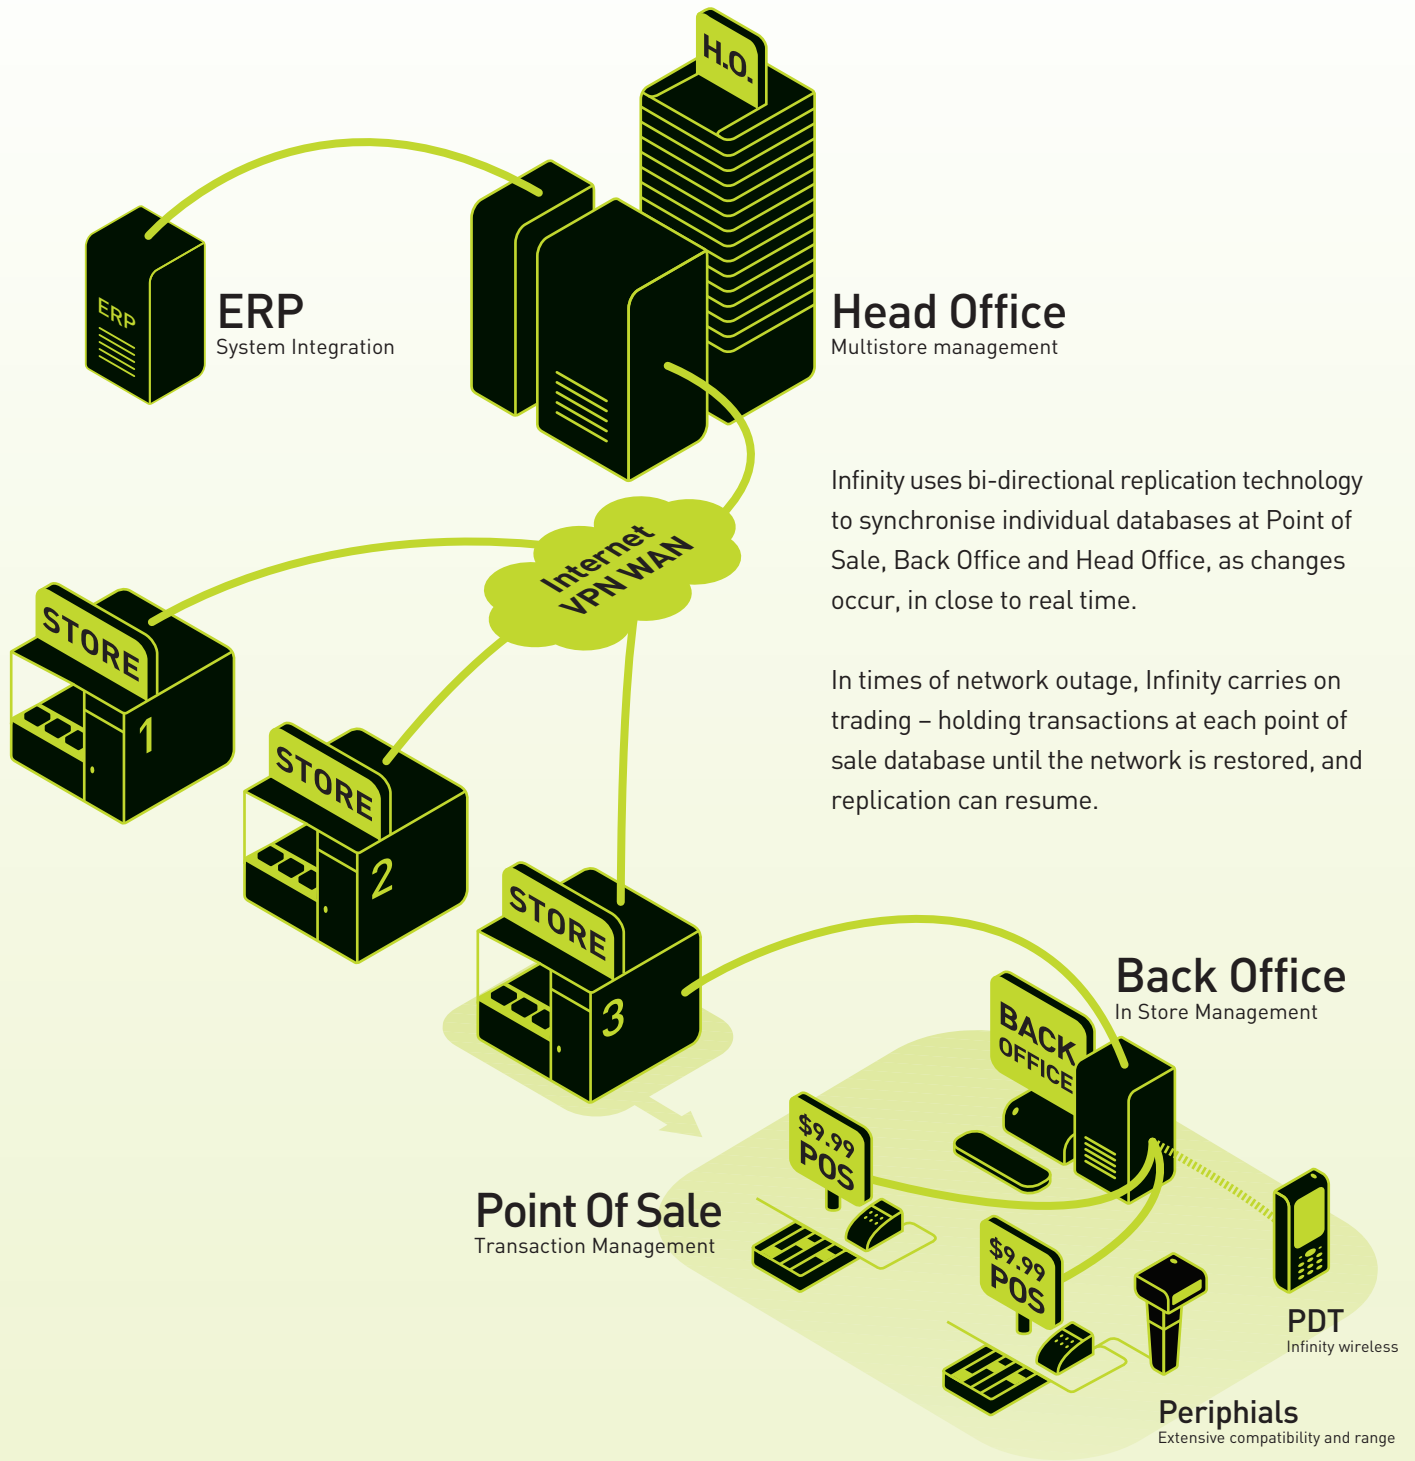 H.O.
ERP
ERP
System Integration
Head Office
Multistore management
Infinity uses bi-directional replication technology
to synchronise individual databases at Point of
Sale, Back Office and Head Office, as changes
occur, in close to real time.
In times of network outage, Infinity carries on
trading – holding transactions at each point of
sale database until the network is restored, and
replication can resume.
Internet
VPN WAN
STORE
1
STORE
2
STORE
3
Back Office
In Store Management
BACK
OFFICE
$9.99
POS
Point Of Sale
Transaction Management
$9.99
POS
PDT
Infinity wireless
Periphials
Extensive compatibility and range